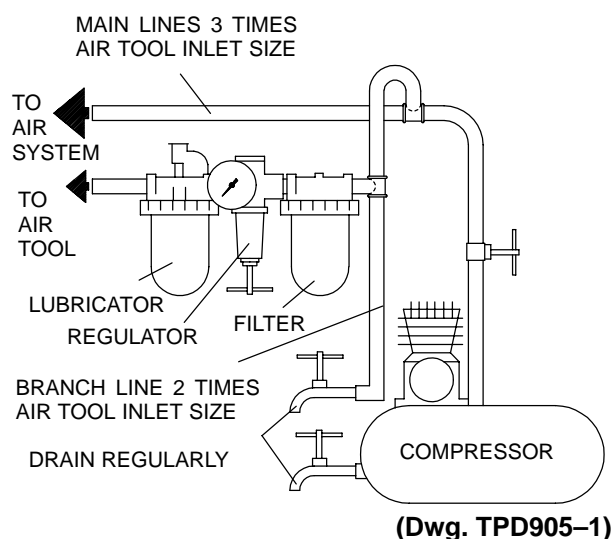 MAIN LINES 3 TIMES
AIR TOOL INLET SIZE
TO
AIR
SYSTEM
TO
AIR
TOOL
LUBRICATOR
REGULATOR
FILTER
BRANCH LINE 2 TIMES
AIR TOOL INLET SIZE
DRAIN REGULARLY
COMPRESSOR
(Dwg. TPD905–1)